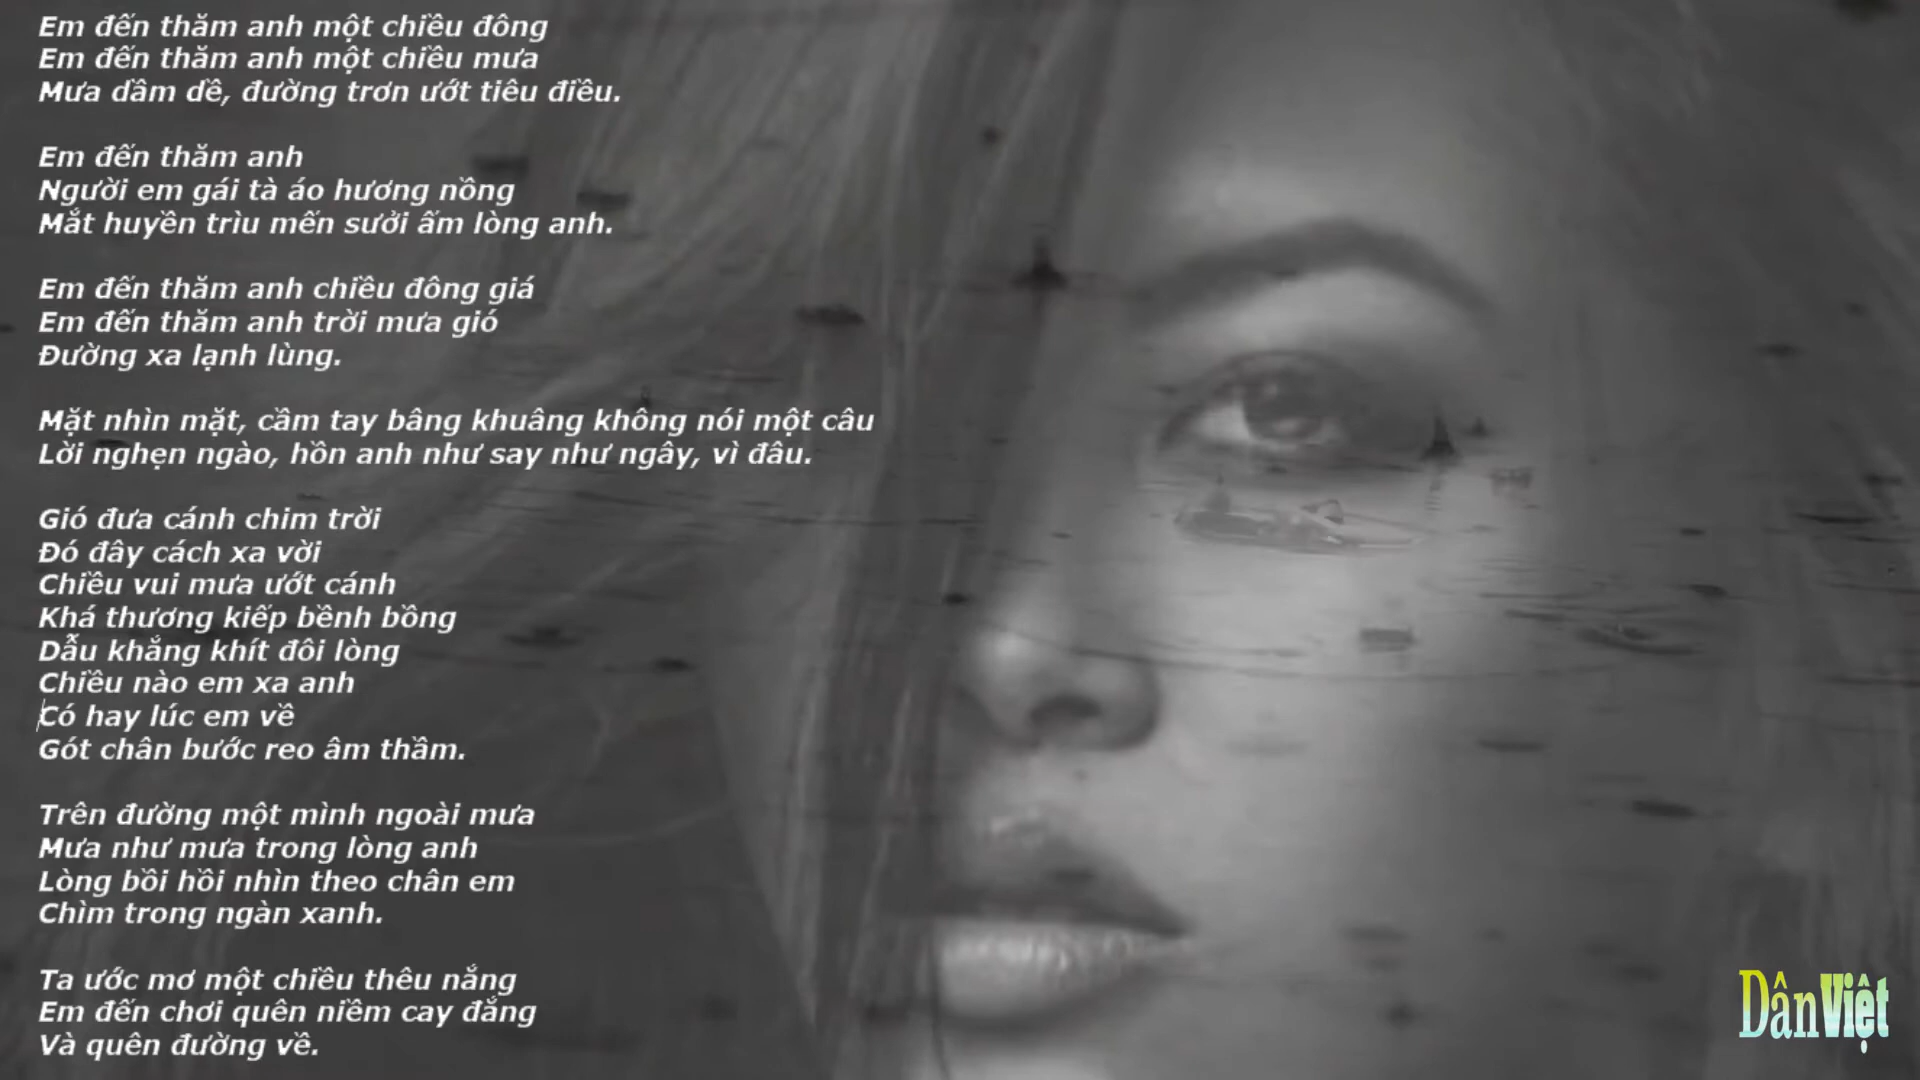 Em đến thăm anh một chiều đông
Em đến thăm anh một chiều mưa
Mưa dầm dề, đường trơn ướt tiêu điều.
Em đến thăm anh
Người em gái tà áo hương nồng
Mắt huyền trìu mến sưởi ấm lòng anh.
Em đến thăm anh chiều đông giá
Em đến thăm anh trời mưa gió
Đường xa lạnh lùng.
Mặt nhìn mặt, cầm tay bâng khuâng không nói một câu
Lời nghẹn ngào, hồn anh như say như ngây, vì đâu.
Gió đưa cánh chim trời
Đó đây cách xa vời
Chiều vui mưa ướt cánh
Khá thương kiếp bềnh bồng
Dẫu khắng khít đôi lòng
Chiều nào em xa anh
Có hay lúc em về
Gót chân bước reo âm thầm.
Trên đường một mình ngoài mưa
Mưa như mưa trong lòng anh
Lòng bồi hồi nhìn theo chân em
Chìm trong ngàn xanh.
Ta ước mơ một chiều thêu nắng
Em đến chơi quên niềm cay đắng
Và quên đường về.
Dân Việt